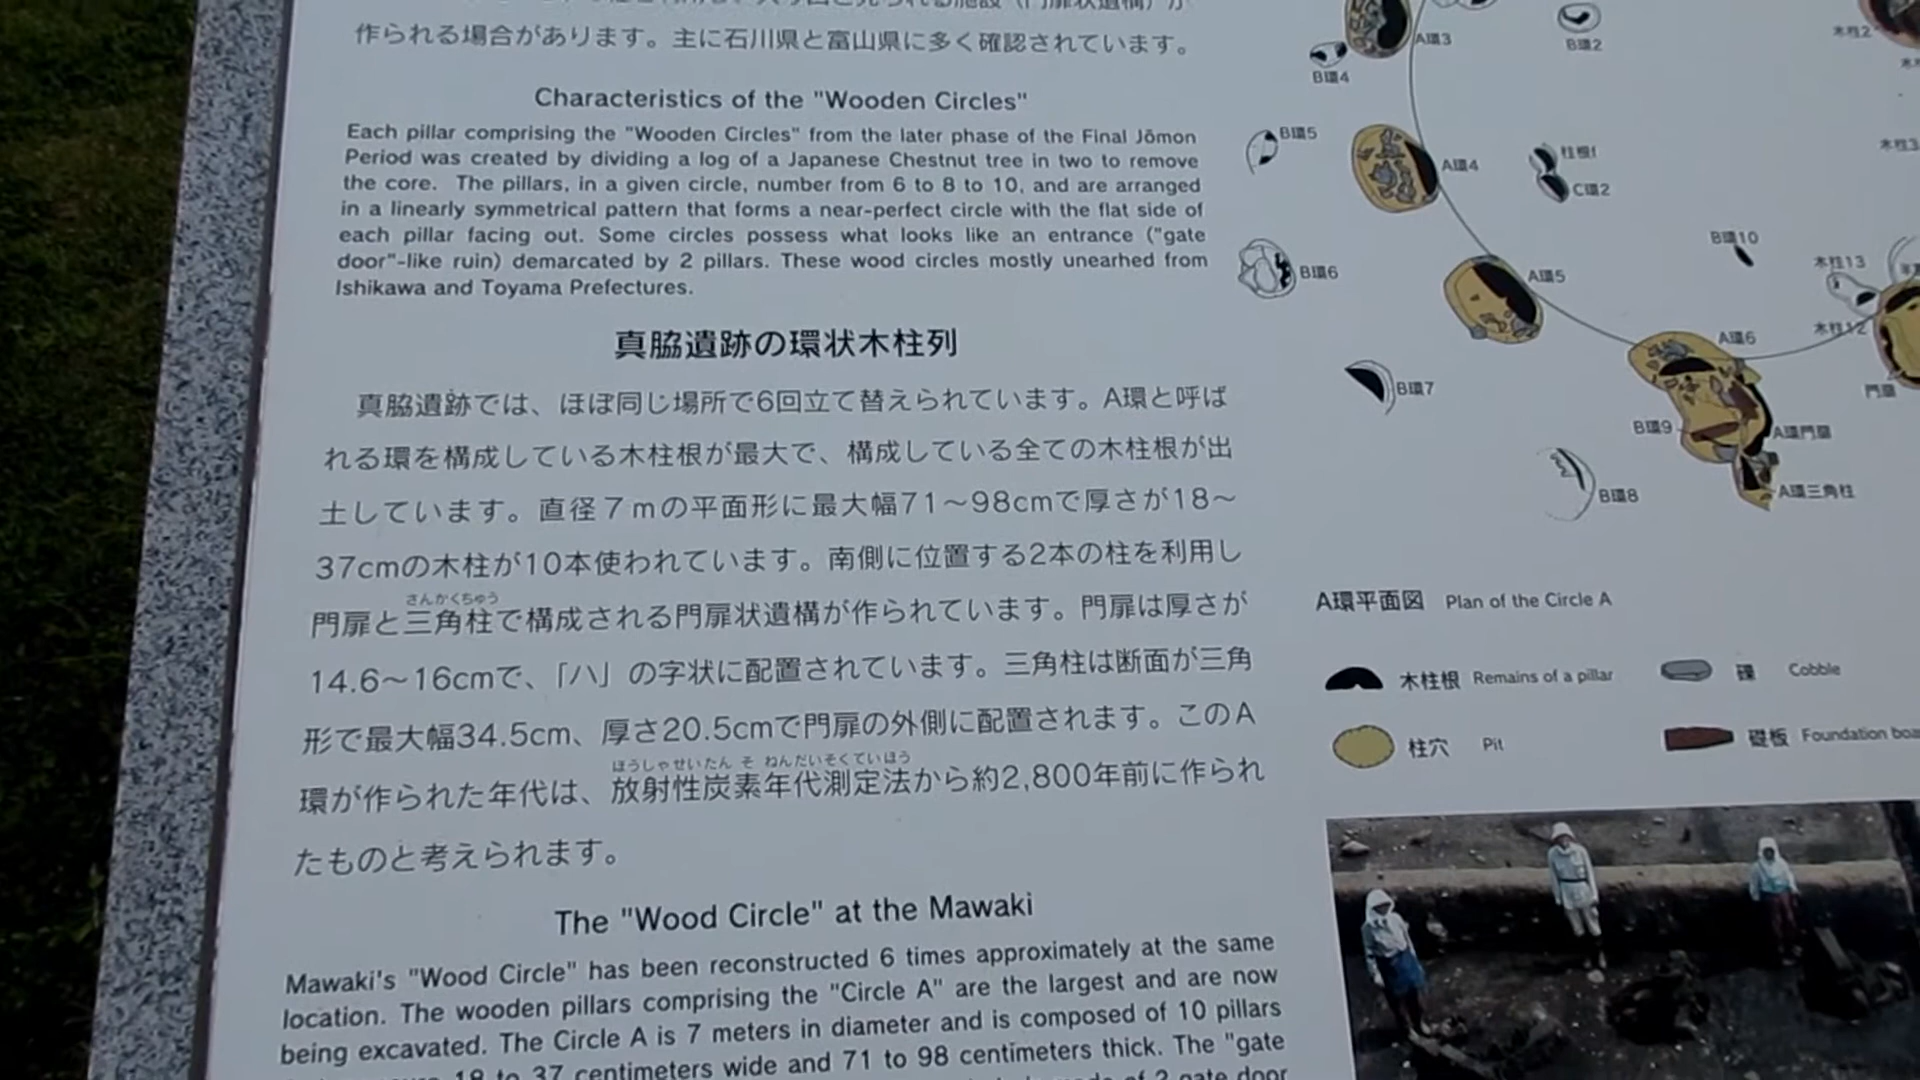 作られる場合があります。主に石川県と富山県に多く確認されています。
Characteristics of the "Wooden Circles"
Each pillar comprising the "Wooden Circles" from the later phase of the Final Jōmon
Period was created by dividing a log of a Japanese Chestnut tree in two to remove
the core. The pillars, in a given circle, number from 6 to 8 to 10, and are arranged
in a linearly symmetrical pattern that forms a near-perfect circle with the flat side of
each pillar facing out. Some circles possess what looks like an entrance ("gate
door"-like ruin) demarcated by 2 pillars. These wood circles mostly unearhed from
Ishikawa and Toyama Prefectures.
真脇遺跡の環状木柱列
真脇遺跡では、ほぼ同じ場所で6回立て替えられています。A環と呼ば
れる環を構成している木柱根が最大で、構成している全ての木柱根が出
土しています。直径7mの平面形に最大幅71〜98cmで厚さが18〜
37cmの木柱が10本使われています。南側に位置する2本の柱を利用し
さんかくちゅう
門扉と三角柱で構成される門扉状遺構が作られています。門扉は厚さが
14.6〜16cmで、「ハ」の字状に配置されています。三角柱は断面が三角
形で最大幅34.5cm、厚さ20.5cmで門扉の外側に配置されます。このA
ほうしゃせいたん そ ねんだいそくていほう
環が作られた年代は、放射性炭素年代測定法から約2,800年前に作られ
たものと考えられます。
The "Wood Circle" at the Mawaki
Mawaki's "Wood Circle" has been reconstructed 6 times approximately at the same
location. The wooden pillars comprising the "Circle A" are the largest and are now
being excavated. The Circle A is 7 meters in diameter and is composed of 10 pillars
18 to 37 centimeters wide and 71 to 98 centimeters thick. The "gate
A環3
B環2
木柱2
B環4
B環5
A環4
柱根f
C環2
木柱3
B環6
A環5
B環10
木柱13
木柱12
A環6
B環7
門扉
B環9
A環門扉
B環8
A環三角柱
A環平面図 Plan of the Circle A
木柱根 Remains of a pillar
礫 Cobble
柱穴 Pit
礎板 Foundation